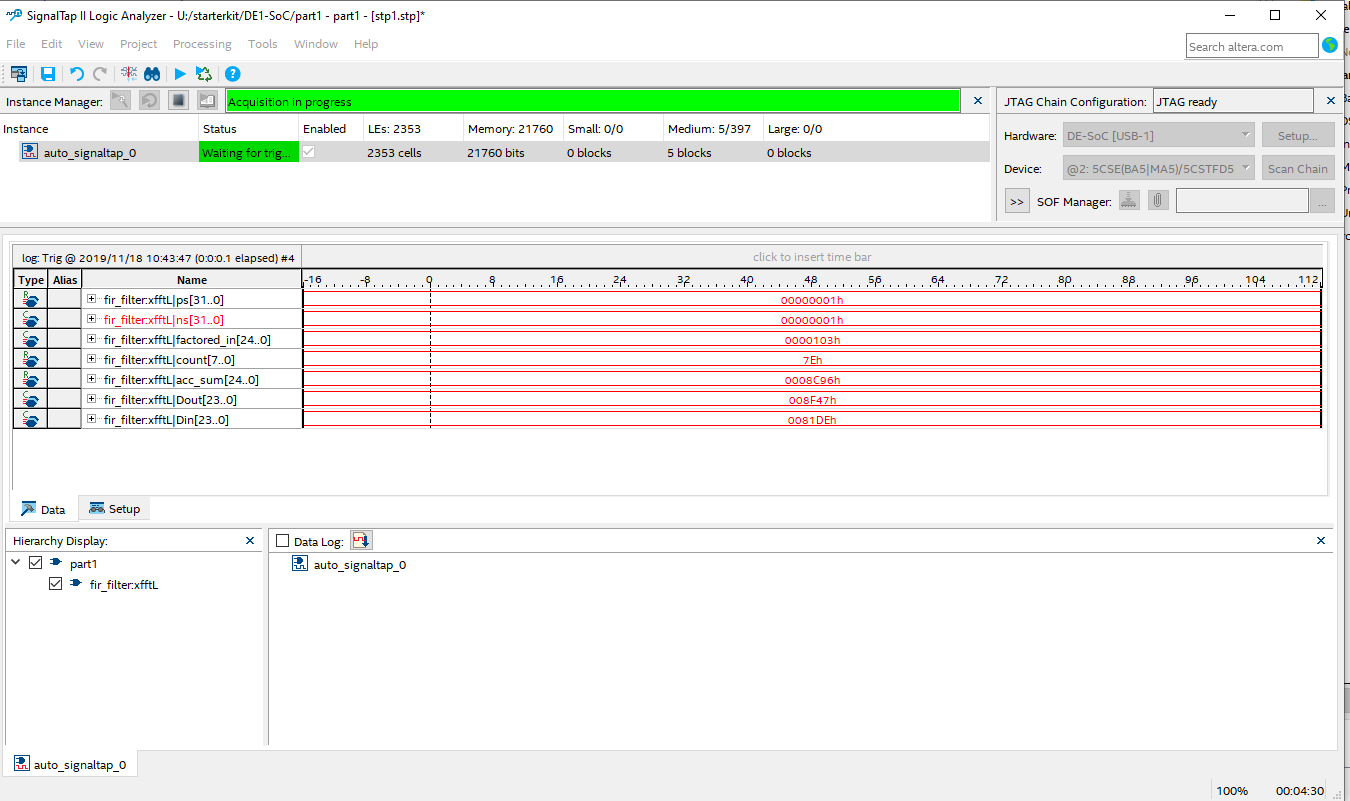 SignalTap II Logic Analyzer - U:/starterkit/DE1-SoC/part1 - part1 - [stp1.stp]*
File Edit View Project Processing Tools Window Help
Search altera.com
Instance Manager: Acquisition in progress
JTAG Chain Configuration: JTAG ready
Instance Status Enabled LEs: 2353 Memory: 21760 Small: 0/0 Medium: 5/397 Large: 0/0
auto_signaltap_0 Waiting for trig... 2353 cells 21760 bits 0 blocks 5 blocks 0 blocks
Hardware: DE-SoC [USB-1] Setup...
Device: @2: 5CSE(BA5|MA5)/5CSTFD5 Scan Chain
>> SOF Manager: ...
log: Trig @ 2019/11/18 10:43:47 (0:0:0.1 elapsed) #4 click to insert time bar
Type Alias Name -16 -8 0 8 16 24 32 40 48 56 64 72 80 88 96 104 112
fir_filter:xfftL|ps[31..0] 00000001h
fir_filter:xfftL|ns[31..0] 00000001h
fir_filter:xfftL|factored_in[24..0] 0000103h
fir_filter:xfftL|count[7..0] 7Eh
fir_filter:xfftL|acc_sum[24..0] 0008C96h
fir_filter:xfftL|Dout[23..0] 008F47h
fir_filter:xfftL|Din[23..0] 0081DEh
Data Setup
Hierarchy Display:
part1
fir_filter:xfftL
Data Log:
auto_signaltap_0
auto_signaltap_0
100% 00:04:30